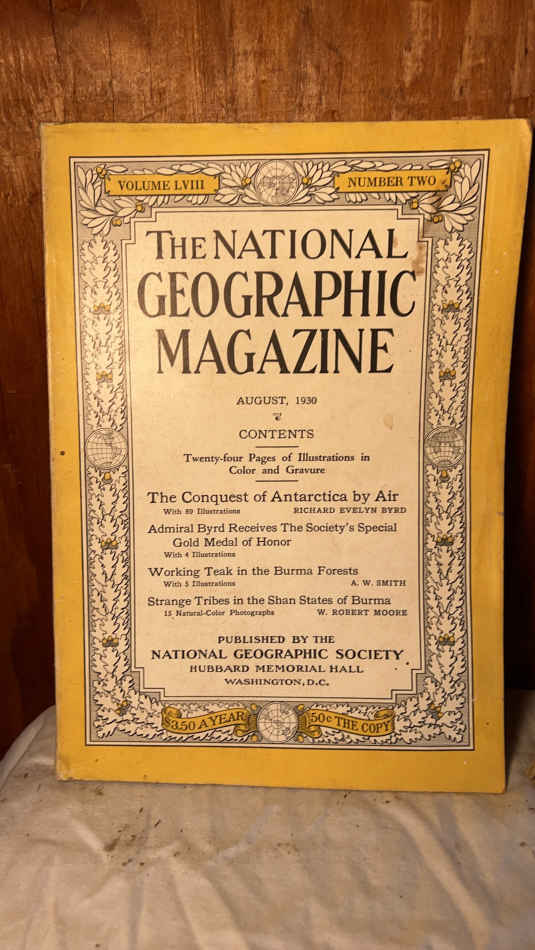 VOLUME LVIII
NUMBER TWO
THE NATIONAL
GEOGRAPHIC
MAGAZINE
AUGUST, 1930
CONTENTS
Twenty-four Pages of Illustrations in
Color and Gravure
The Conquest of Antarctica by Air
With 89 Illustrations RICHARD EVELYN BYRD
Admiral Byrd Receives The Society's Special
Gold Medal of Honor
With 4 Illustrations
Working Teak in the Burma Forests
With 5 Illustrations A. W. SMITH
Strange Tribes in the Shan States of Burma
15 Natural-Color Photographs W. ROBERT MOORE
PUBLISHED BY THE
NATIONAL GEOGRAPHIC SOCIETY
HUBBARD MEMORIAL HALL
WASHINGTON, D.C.
$3.50 A YEAR
50¢ THE COPY